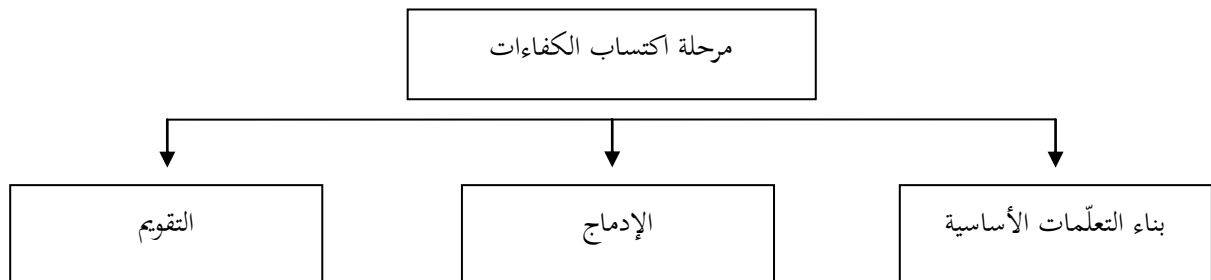 مرحلة اكتساب الكفاءات
بناء التعلّمات الأساسية
الإدماج
التقويم